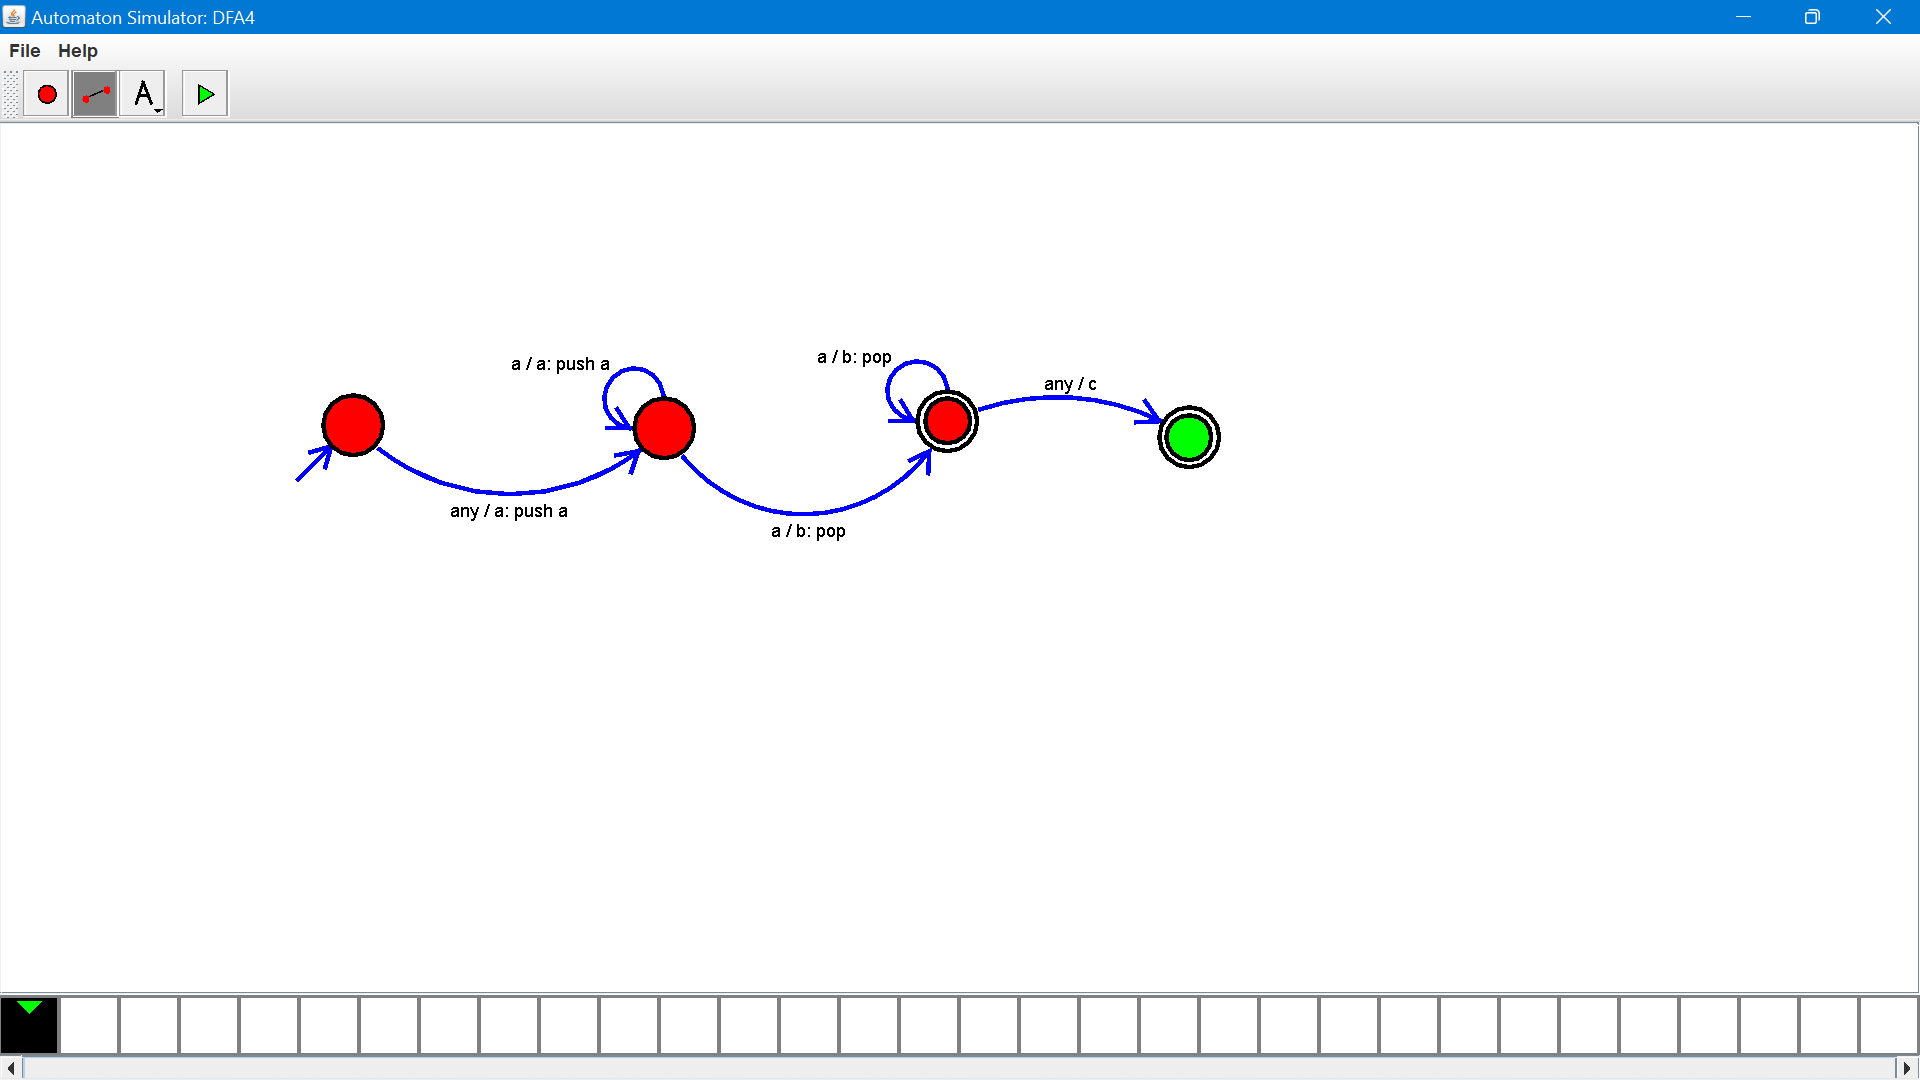 Automaton Simulator: DFA4
File Help
A
a / b: pop
a / a: push a
any / c
any / a: push a
a / b: pop